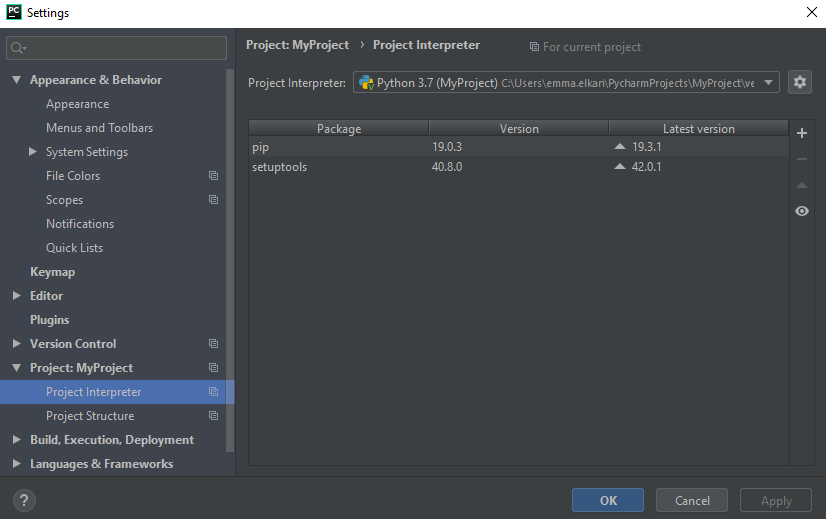 PC Settings
Appearance & Behavior
Appearance
Menus and Toolbars
System Settings
File Colors
Scopes
Notifications
Quick Lists
Keymap
Editor
Plugins
Version Control
Project: MyProject
Project Interpreter
Project Structure
Build, Execution, Deployment
Languages & Frameworks
?
Project: MyProject › Project Interpreter For current project
Project Interpreter: Python 3.7 (MyProject) C:\Users\emma.elkan\PycharmProjects\MyProject\ve
Package Version Latest version
pip 19.0.3 19.3.1
setuptools 40.8.0 42.0.1
OK Cancel Apply